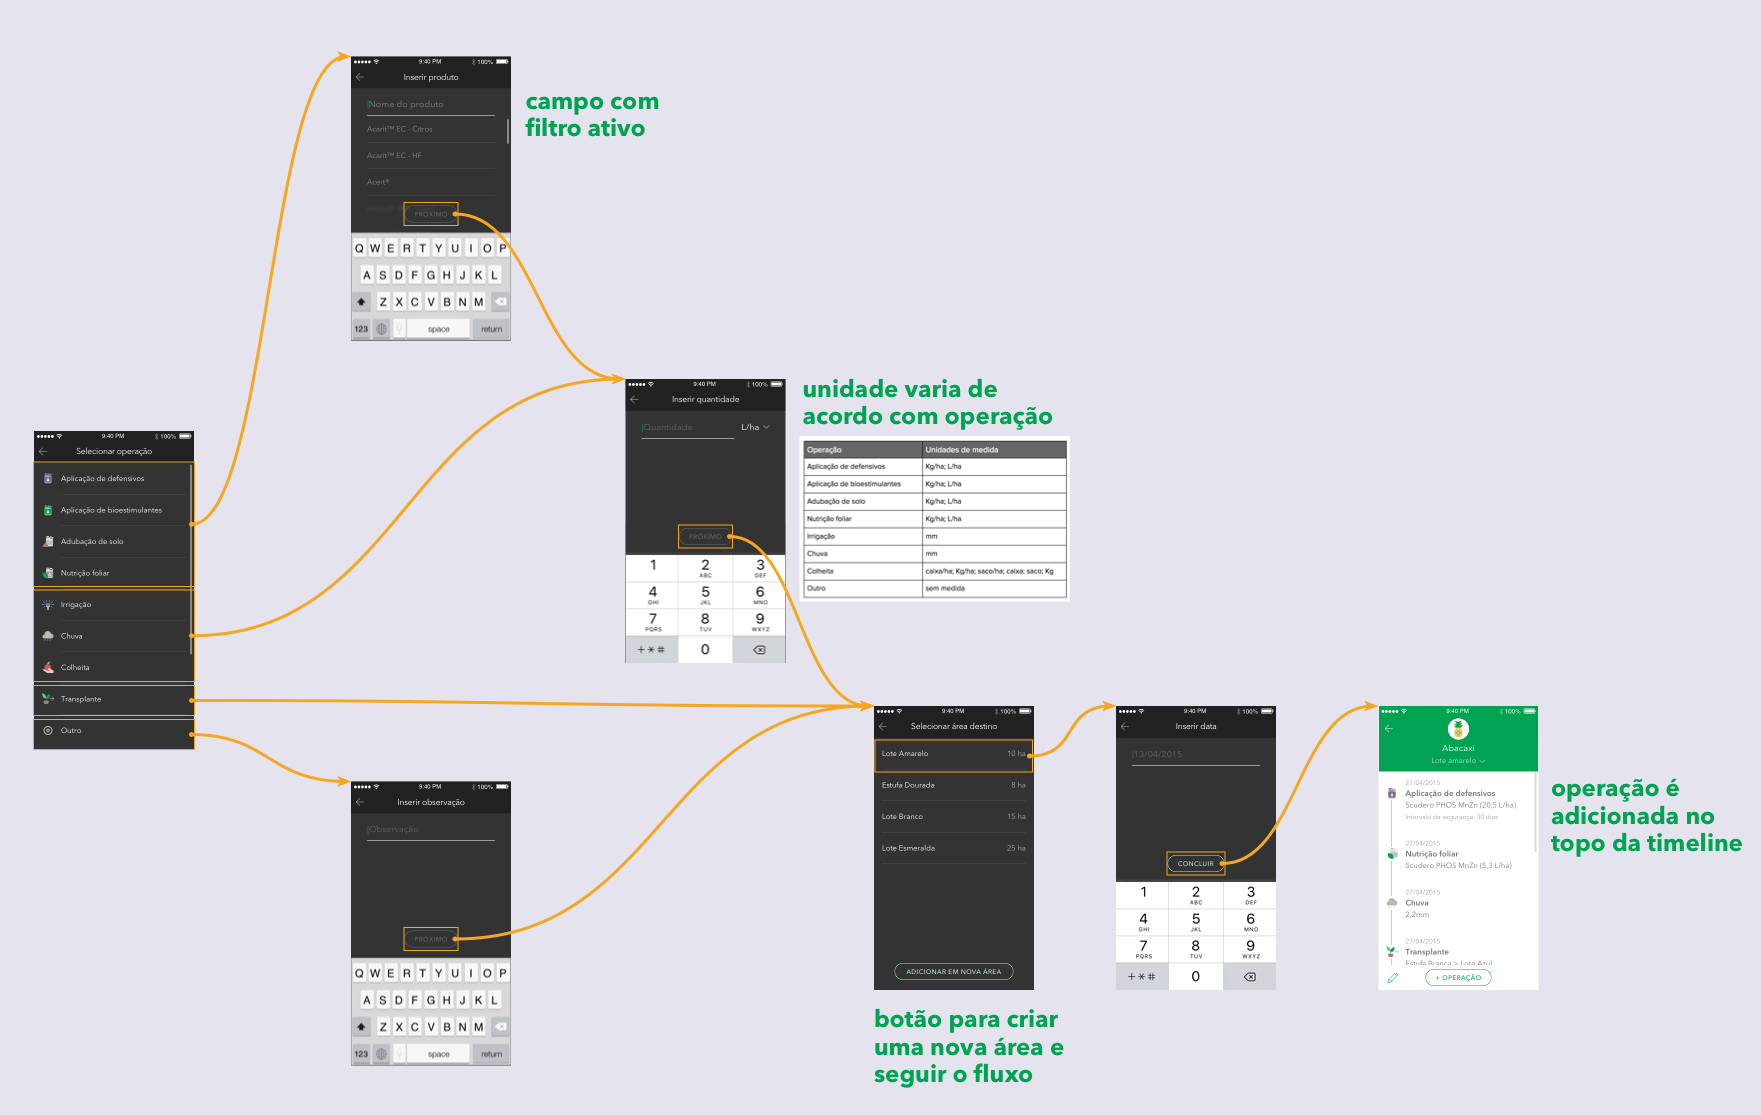 9:40 PM
100%
Inserir produto
Nome do produto
Acarit™ EC - Citros
Acarit™ EC - HF
Acert®
PRÓXIMO
Q W E R T Y U I O P
A S D F G H J K L
Z X C V B N M
123 space return
campo com
filtro ativo
9:40 PM
100%
Inserir quantidade
Quantidade L/ha
PRÓXIMO
1 2 3
ABC DEF
4 5 6
GHI JKL MNO
7 8 9
PQRS TUV WXYZ
+ * # 0
unidade varia de
acordo com operação
Operação Unidades de medida
Aplicação de defensivos Kg/ha; L/ha
Aplicação de bioestimulantes Kg/ha; L/ha
Adubação de solo Kg/ha; L/ha
Nutrição foliar Kg/ha; L/ha
Irrigação mm
Chuva mm
Colheita caixa/ha; Kg/ha; saco/ha; caixa; saco; Kg
Outro sem medida
9:40 PM
100%
Selecionar operação
Aplicação de defensivos
Aplicação de bioestimulantes
Adubação de solo
Nutrição foliar
Irrigação
Chuva
Colheita
Transplante
Outro
9:40 PM
100%
Inserir observação
Observação
PRÓXIMO
Q W E R T Y U I O P
A S D F G H J K L
Z X C V B N M
123 space return
9:40 PM
100%
Selecionar área destino
Lote Amarelo 10 ha
Estufa Dourada 8 ha
Lote Branco 15 ha
Lote Esmeralda 25 ha
ADICIONAR EM NOVA ÁREA
botão para criar
uma nova área e
seguir o fluxo
9:40 PM
100%
Inserir data
13/04/2015
CONCLUIR
1 2 3
ABC DEF
4 5 6
GHI JKL MNO
7 8 9
PQRS TUV WXYZ
+ * # 0
9:40 PM
100%
Abacaxi
Lote amarelo
27/04/2015
Aplicação de defensivos
Scudero PHOS MnZn (20,5 L/ha)
Intervalo de segurança: 30 dias
27/04/2015
Nutrição foliar
Scudero PHOS MnZn (5,3 L/ha)
27/04/2015
Chuva
2,2mm
27/04/2015
Transplante
Estufa Branca > Lote Azul
+ OPERAÇÃO
operação é
adicionada no
topo da timeline